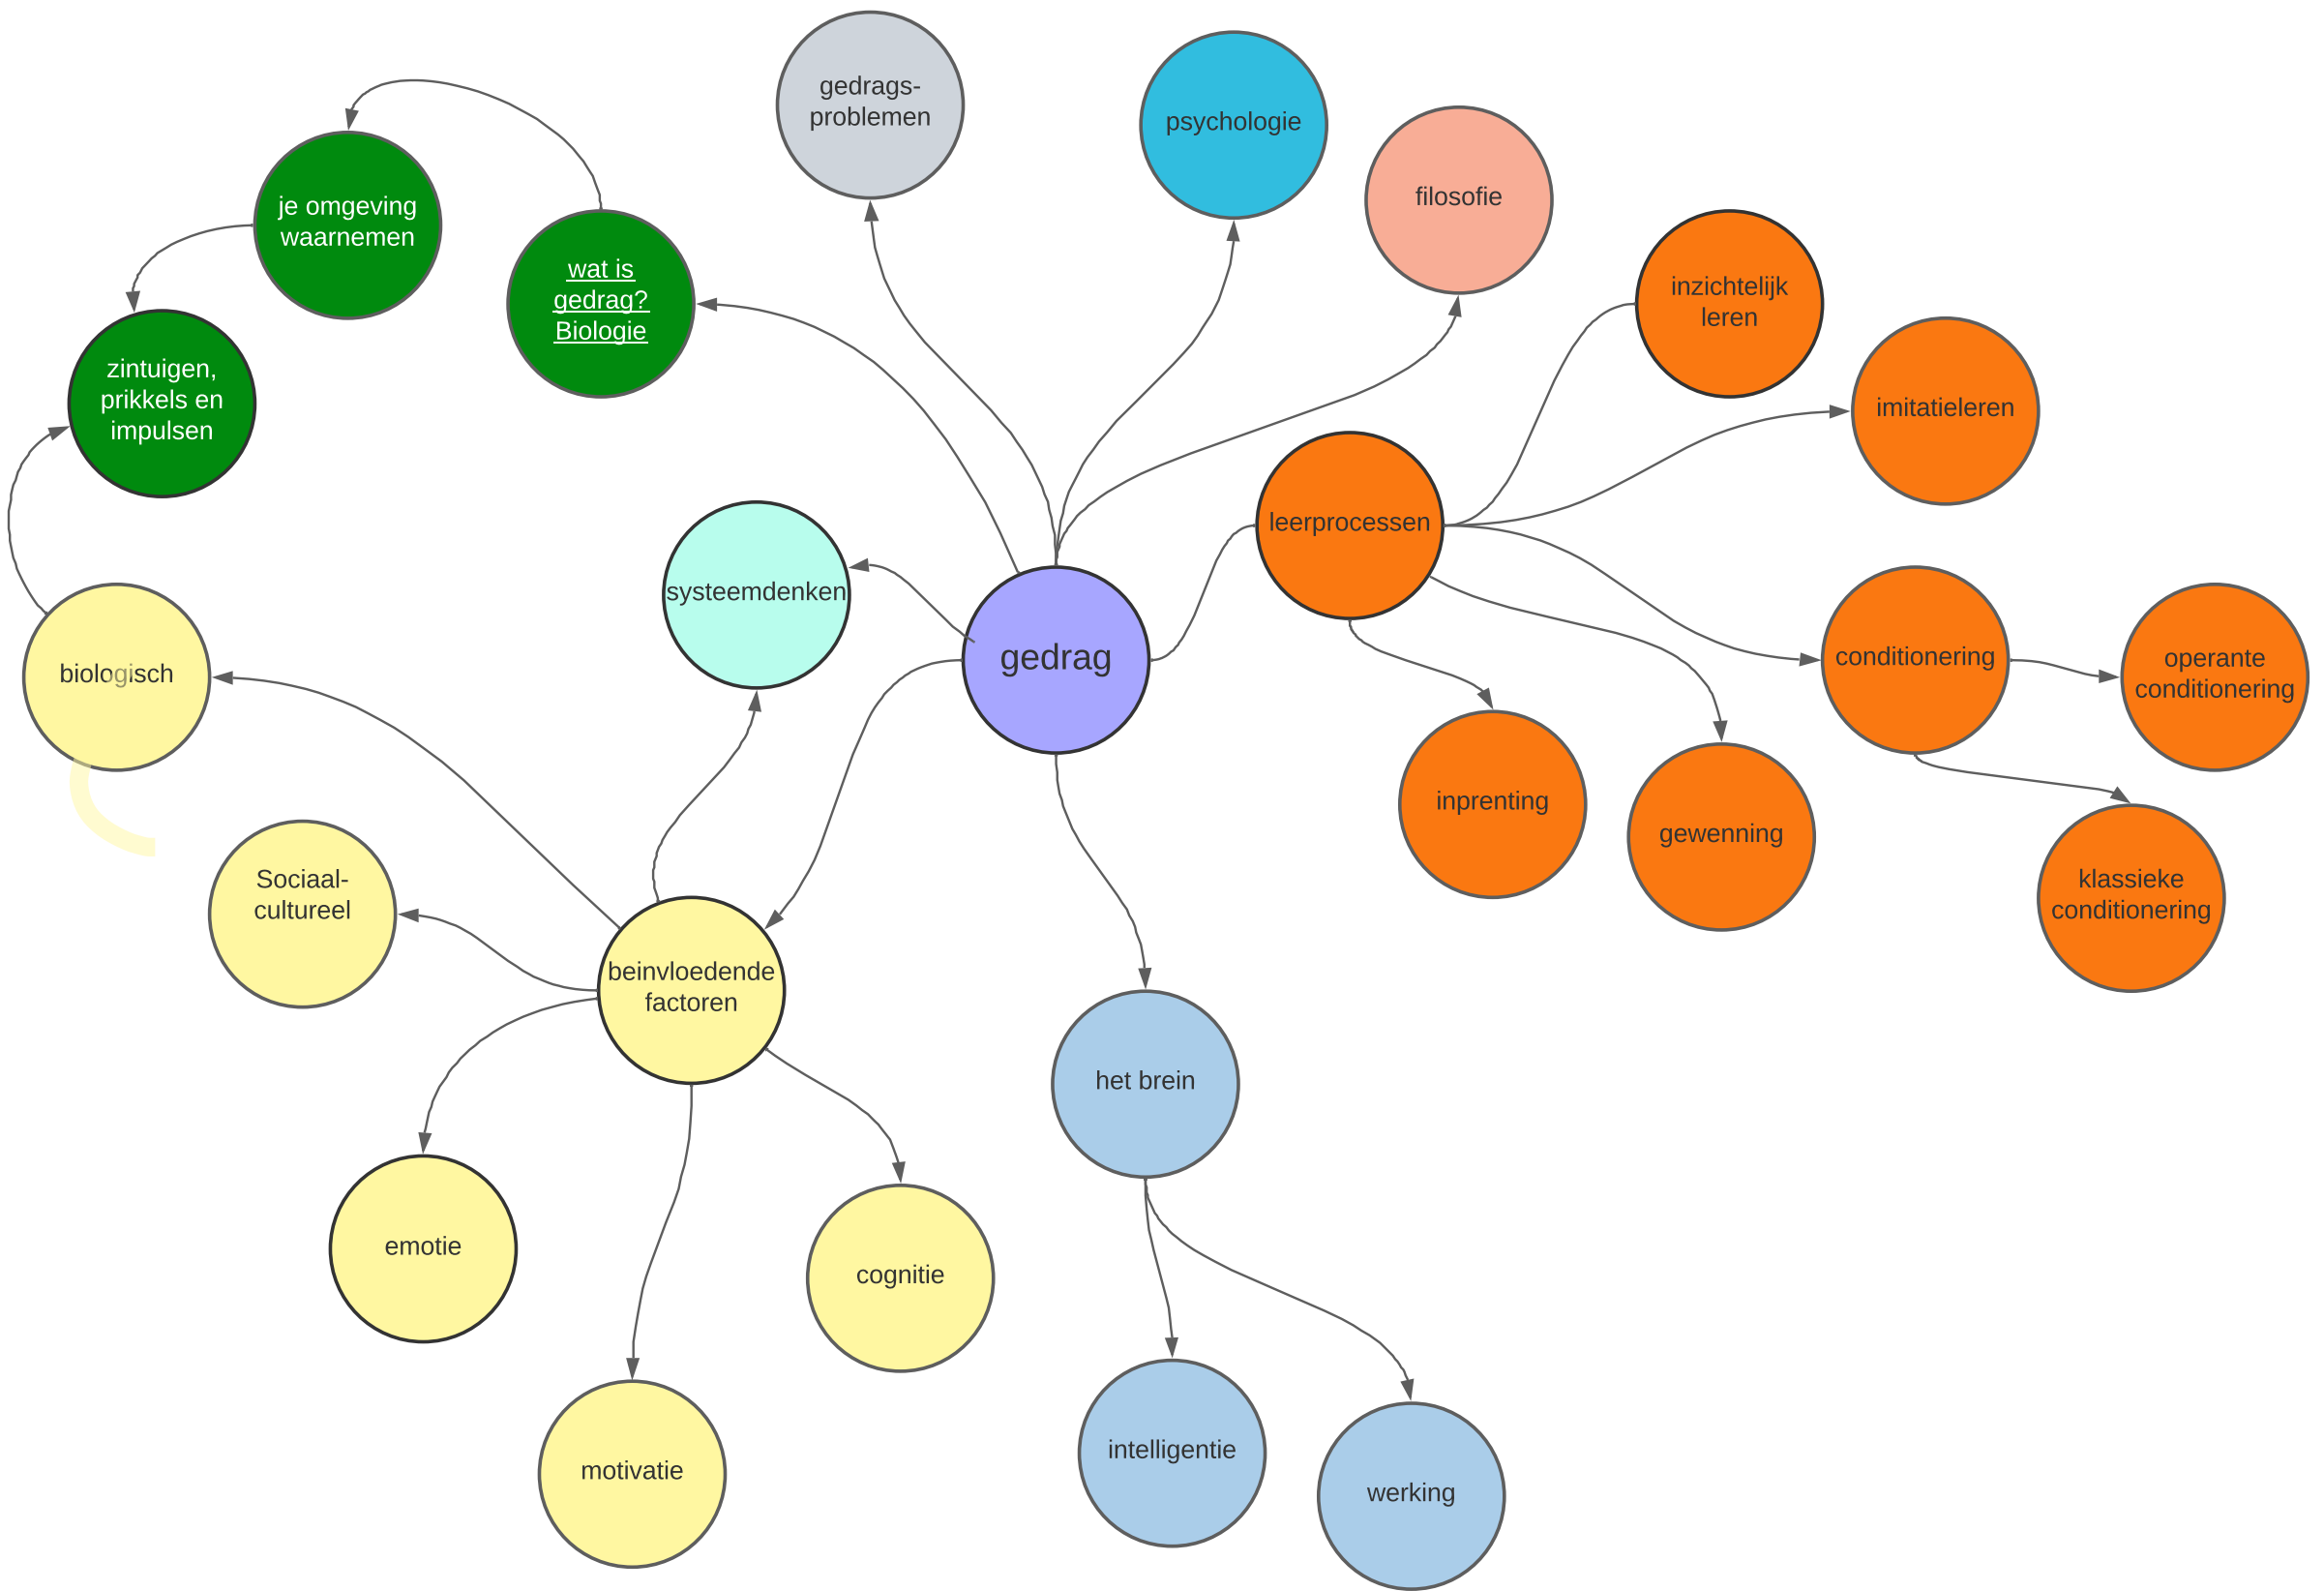 gedrags-
problemen
psychologie
filosofie
je omgeving
waarnemen
wat is
gedrag?
Biologie
inzichtelijk
leren
zintuigen,
prikkels en
impulsen
imitatieleren
leerprocessen
systeemdenken
gedrag
biologisch
conditionering
operante
conditionering
inprenting
gewenning
klassieke
conditionering
Sociaal-
cultureel
beinvloedende
factoren
het brein
emotie
cognitie
motivatie
intelligentie
werking